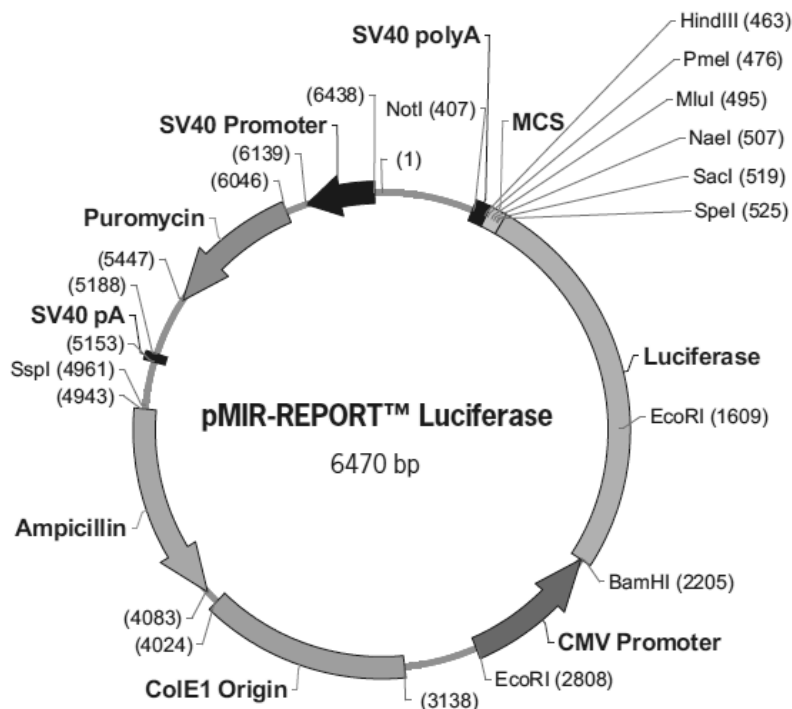 SV40 polyA
HindIII (463)
PmeI (476)
MluI (495)
NaeI (507)
SacI (519)
SpeI (525)
(6438)
NotI (407)
MCS
SV40 Promoter
(6139)
(1)
(6046)
Puromycin
(5447)
(5188)
SV40 pA
(5153)
SspI (4961)
(4943)
Luciferase
pMIR-REPORT™ Luciferase
6470 bp
EcoRI (1609)
Ampicillin
BamHI (2205)
(4083)
(4024)
CMV Promoter
EcoRI (2808)
ColE1 Origin
(3138)